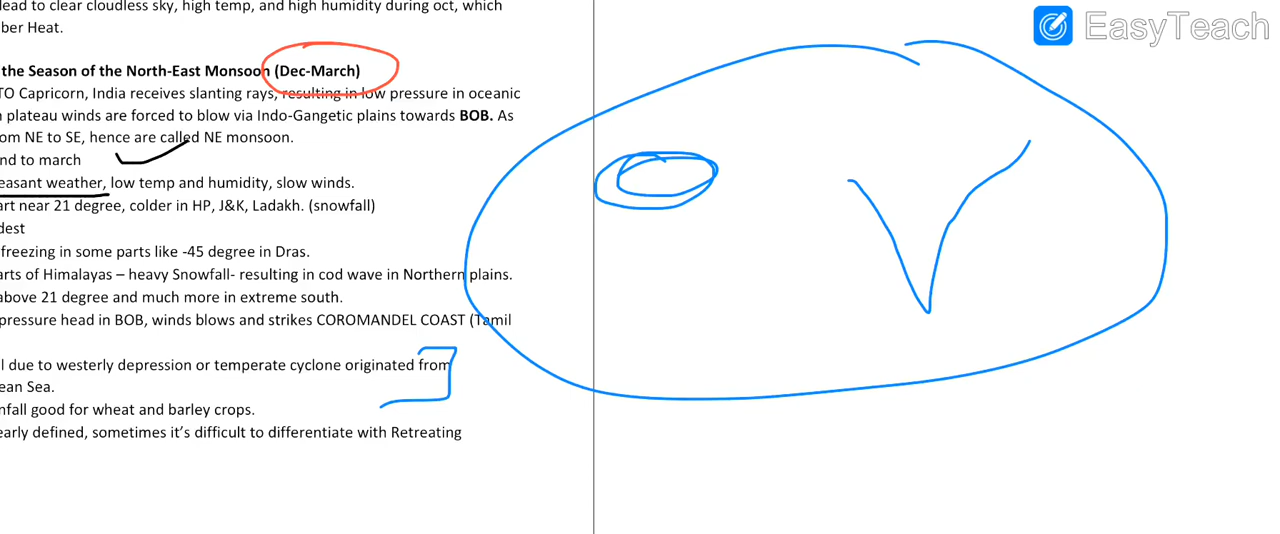 lead to clear cloudless sky, high temp, and high humidity during oct, which
ber Heat.
EasyTeach
the Season of the North-East Monsoon (Dec-March)
TO Capricorn, India receives slanting rays, resulting in low pressure in oceanic
plateau winds are forced to blow via Indo-Gangetic plains towards BOB. As
om NE to SE, hence are called NE monsoon.
nd to march
easant weather, low temp and humidity, slow winds.
art near 21 degree, colder in HP, J&K, Ladakh. (snowfall)
dest
freezing in some parts like -45 degree in Dras.
arts of Himalayas – heavy Snowfall- resulting in cod wave in Northern plains.
above 21 degree and much more in extreme south.
pressure head in BOB, winds blows and strikes COROMANDEL COAST (Tamil
l due to westerly depression or temperate cyclone originated from
ean Sea.
nfall good for wheat and barley crops.
early defined, sometimes it's difficult to differentiate with Retreating